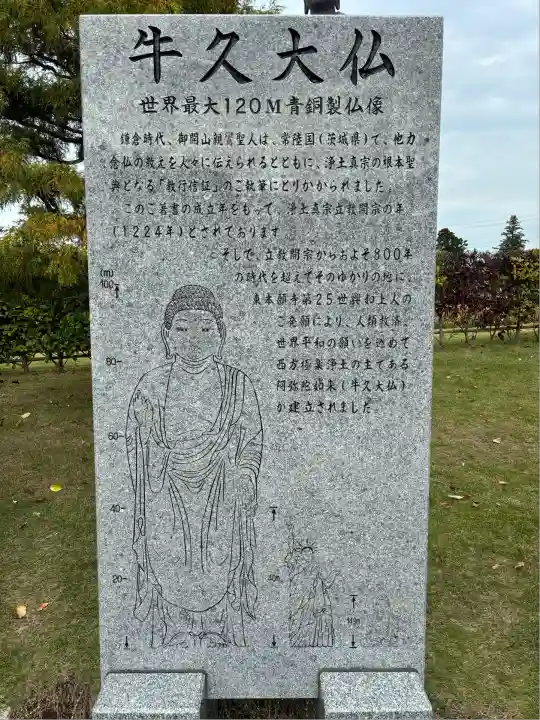 牛久大仏
世界最大120M青銅製仏像
鎌倉時代、御開山親鸞聖人は、常陸国(茨城県)で、他力
念仏の教えを人々に伝えられるとともに、浄土真宗の根本聖
典となる「教行信証」のご執筆にとりかかられました。
このご著書の成立年をもって、浄土真宗立教開宗の年
(1224年)とされております
そして、立教開宗からおよそ800年
の時代を超えてそのゆかりの地に、
東本願寺第25世興如上人の
ご発願により、人類救済、
世界平和の願いを込めて
西方極楽浄土の主である
阿弥陀如来(牛久大仏)
が建立されました。
(m)
100
80
60
40
20
40m